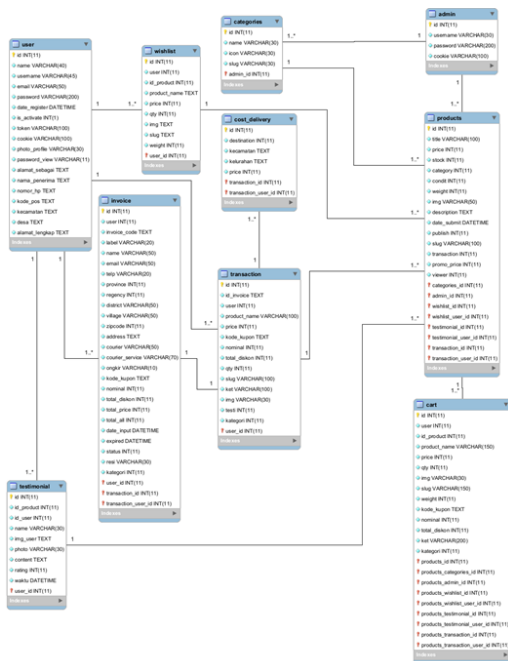 user
id INT(11)
name VARCHAR(40)
username VARCHAR(45)
email VARCHAR(50)
password VARCHAR(200)
date_register DATETIME
is_activate INT(1)
token VARCHAR(100)
cookie VARCHAR(100)
photo_profile VARCHAR(30)
password_view VARCHAR(11)
alamat_sebagai TEXT
nama_penerima TEXT
nomor_hp TEXT
kode_pos TEXT
kecamatan TEXT
desa TEXT
alamat_lengkap TEXT
Indexes
wishlist
id INT(11)
user INT(11)
id_product INT(11)
product_name TEXT
price INT(11)
qty INT(11)
img TEXT
slug TEXT
weight INT(11)
user_id INT(11)
Indexes
categories
id INT(11)
name VARCHAR(30)
icon VARCHAR(30)
slug VARCHAR(30)
admin_id INT(11)
Indexes
admin
id INT(11)
username VARCHAR(50)
password VARCHAR(200)
cookie VARCHAR(100)
Indexes
cost_delivery
id INT(11)
destination INT(11)
kecamatan TEXT
kelurahan TEXT
price INT(11)
transaction_id INT(11)
transaction_user_id INT(11)
Indexes
products
id INT(11)
title VARCHAR(100)
price INT(11)
stock INT(11)
category INT(11)
condit INT(11)
weight INT(11)
img VARCHAR(50)
description TEXT
date_submit DATETIME
publish INT(11)
slug VARCHAR(100)
transaction INT(11)
promo_price INT(11)
viewer INT(11)
categories_id INT(11)
admin_id INT(11)
wishlist_id INT(11)
wishlist_user_id INT(11)
testimonial_id INT(11)
testimonial_user_id INT(11)
transaction_id INT(11)
transaction_user_id INT(11)
Indexes
invoice
id INT(11)
user INT(11)
invoice_code TEXT
label VARCHAR(20)
name VARCHAR(50)
email VARCHAR(50)
telp VARCHAR(20)
province INT(11)
regency INT(11)
district VARCHAR(50)
village VARCHAR(50)
zipcode INT(11)
address TEXT
courier VARCHAR(50)
courier_service VARCHAR(70)
ongkir VARCHAR(10)
kode_kupon TEXT
nominal INT(11)
total_diskon INT(11)
total_price INT(11)
total_all INT(11)
date_input DATETIME
expired DATETIME
status INT(11)
resi VARCHAR(30)
kategori INT(11)
user_id INT(11)
transaction_id INT(11)
transaction_user_id INT(11)
Indexes
transaction
id INT(11)
id_invoice TEXT
user INT(11)
product_name VARCHAR(100)
price INT(11)
kode_kupon TEXT
nominal INT(11)
total_diskon INT(11)
qty INT(11)
slug VARCHAR(100)
ket VARCHAR(100)
img VARCHAR(30)
testi INT(11)
kategori INT(11)
user_id INT(11)
Indexes
cart
id INT(11)
user INT(11)
id_product INT(11)
product_name VARCHAR(150)
price INT(11)
qty INT(11)
img VARCHAR(30)
slug VARCHAR(150)
weight INT(11)
kode_kupon TEXT
nominal INT(11)
total_diskon INT(11)
ket VARCHAR(200)
kategori INT(11)
products_id INT(11)
products_categories_id INT(11)
products_admin_id INT(11)
products_wishlist_id INT(11)
products_wishlist_user_id INT(11)
products_testimonial_id INT(11)
products_testimonial_user_id INT(11)
products_transaction_id INT(11)
products_transaction_user_id INT(11)
Indexes
testimonial
id INT(11)
id_product INT(11)
id_user INT(11)
name VARCHAR(30)
img_user TEXT
photo VARCHAR(30)
content TEXT
rating INT(11)
waktu DATETIME
user_id INT(11)
Indexes